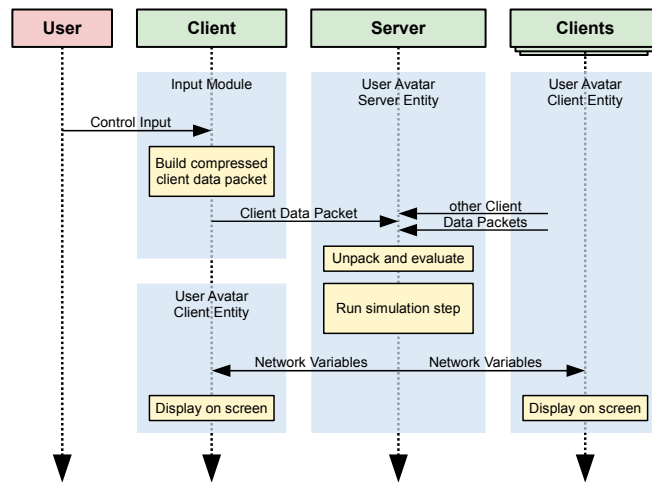 User
Client
Server
Clients
Input Module
User Avatar
Server Entity
User Avatar
Client Entity
Control Input
Build compressed
client data packet
Client Data Packet
other Client
Data Packets
Unpack and evaluate
User Avatar
Client Entity
Run simulation step
Network Variables
Network Variables
Display on screen
Display on screen